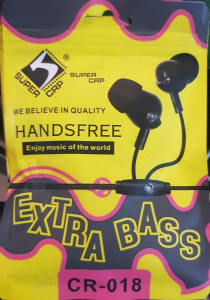 SUPER
CRP
SUPER
CRP
WE BELIEVE IN QUALITY
HANDSFREE
Enjoy music of the world
EXTRA BASS
CR-018